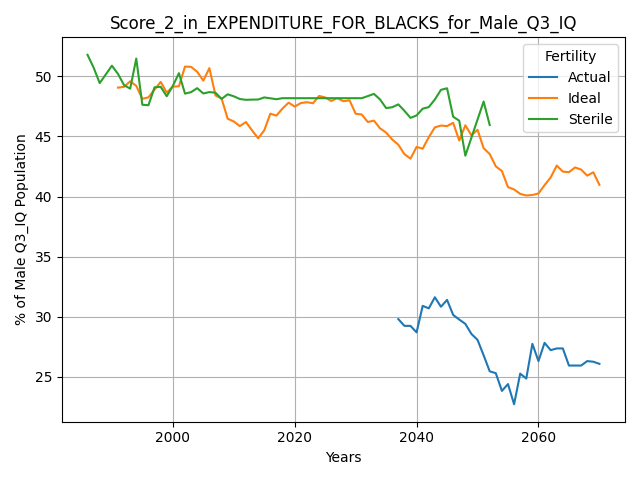 Score_2_in_EXPENDITURE_FOR_BLACKS_for_Male_Q3_IQ
Fertility
Actual
Ideal
Sterile
% of Male Q3_IQ Population
50
45
40
35
30
25
2000
2020
2040
2060
Years